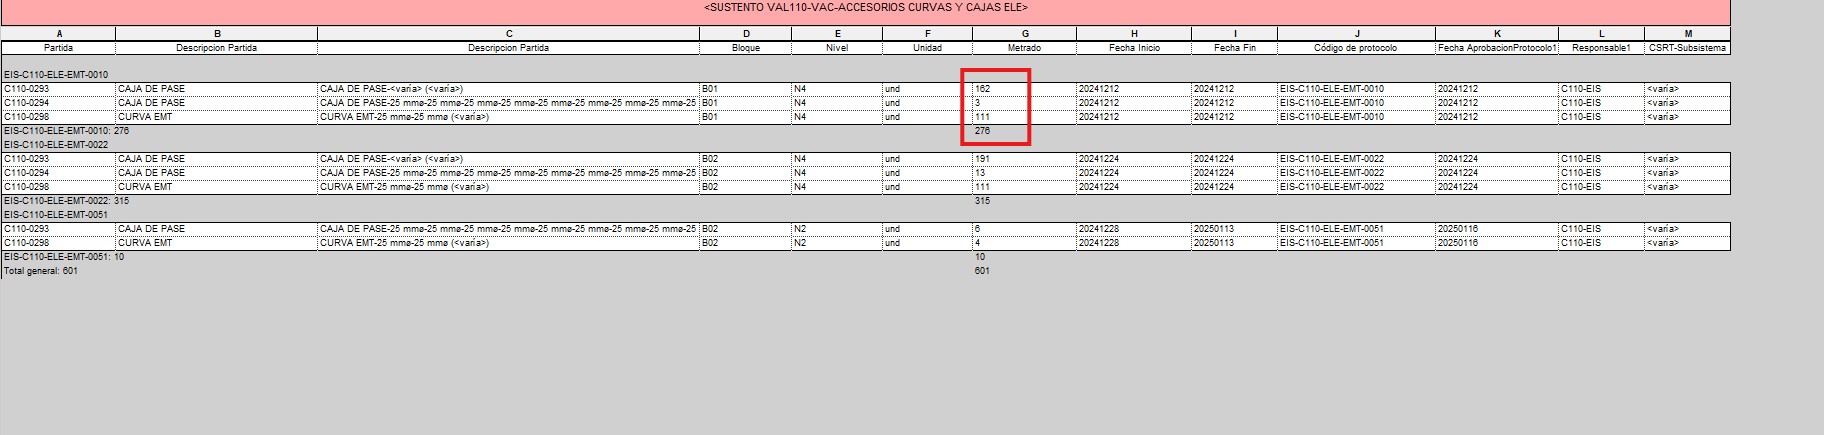 <SUSTENTO VAL110-VAC-ACCESORIOS CURVAS Y CAJAS ELE>
A B C D E F G H I J K L M
Partida Descripcion Partida Descripcion Partida Bloque Nivel Unidad Metrado Fecha Inicio Fecha Fin Código de protocolo Fecha AprobacionProtocolo1 Responsable1 CSRT-Subsistema
EIS-C110-ELE-EMT-0010
C110-0293 CAJA DE PASE CAJA DE PASE-<varía> (<varía>) B01 N4 und 162 20241212 20241212 EIS-C110-ELE-EMT-0010 20241212 C110-EIS <varía>
C110-0294 CAJA DE PASE CAJA DE PASE-25 mmø-25 mmø-25 mmø-25 mmø-25 mmø-25 mmø-25 mmø-25 mmø-25 B01 N4 und 3 20241212 20241212 EIS-C110-ELE-EMT-0010 20241212 C110-EIS <varía>
C110-0298 CURVA EMT CURVA EMT-25 mmø-25 mmø (<varía>) B01 N4 und 111 20241212 20241212 EIS-C110-ELE-EMT-0010 20241212 C110-EIS <varía>
EIS-C110-ELE-EMT-0010: 276 276
EIS-C110-ELE-EMT-0022
C110-0293 CAJA DE PASE CAJA DE PASE-<varía> (<varía>) B02 N4 und 191 20241224 20241224 EIS-C110-ELE-EMT-0022 20241224 C110-EIS <varía>
C110-0294 CAJA DE PASE CAJA DE PASE-25 mmø-25 mmø-25 mmø-25 mmø-25 mmø-25 mmø-25 mmø-25 mmø-25 B02 N4 und 13 20241224 20241224 EIS-C110-ELE-EMT-0022 20241224 C110-EIS <varía>
C110-0298 CURVA EMT CURVA EMT-25 mmø-25 mmø (<varía>) B02 N4 und 111 20241224 20241224 EIS-C110-ELE-EMT-0022 20241224 C110-EIS <varía>
EIS-C110-ELE-EMT-0022: 315 315
EIS-C110-ELE-EMT-0051
C110-0293 CAJA DE PASE CAJA DE PASE-25 mmø-25 mmø-25 mmø-25 mmø-25 mmø-25 mmø-25 mmø-25 mmø-25 B02 N2 und 6 20241228 20250113 EIS-C110-ELE-EMT-0051 20250116 C110-EIS <varía>
C110-0298 CURVA EMT CURVA EMT-25 mmø-25 mmø (<varía>) B02 N2 und 4 20241228 20250113 EIS-C110-ELE-EMT-0051 20250116 C110-EIS <varía>
EIS-C110-ELE-EMT-0051: 10 10
Total general: 601 601